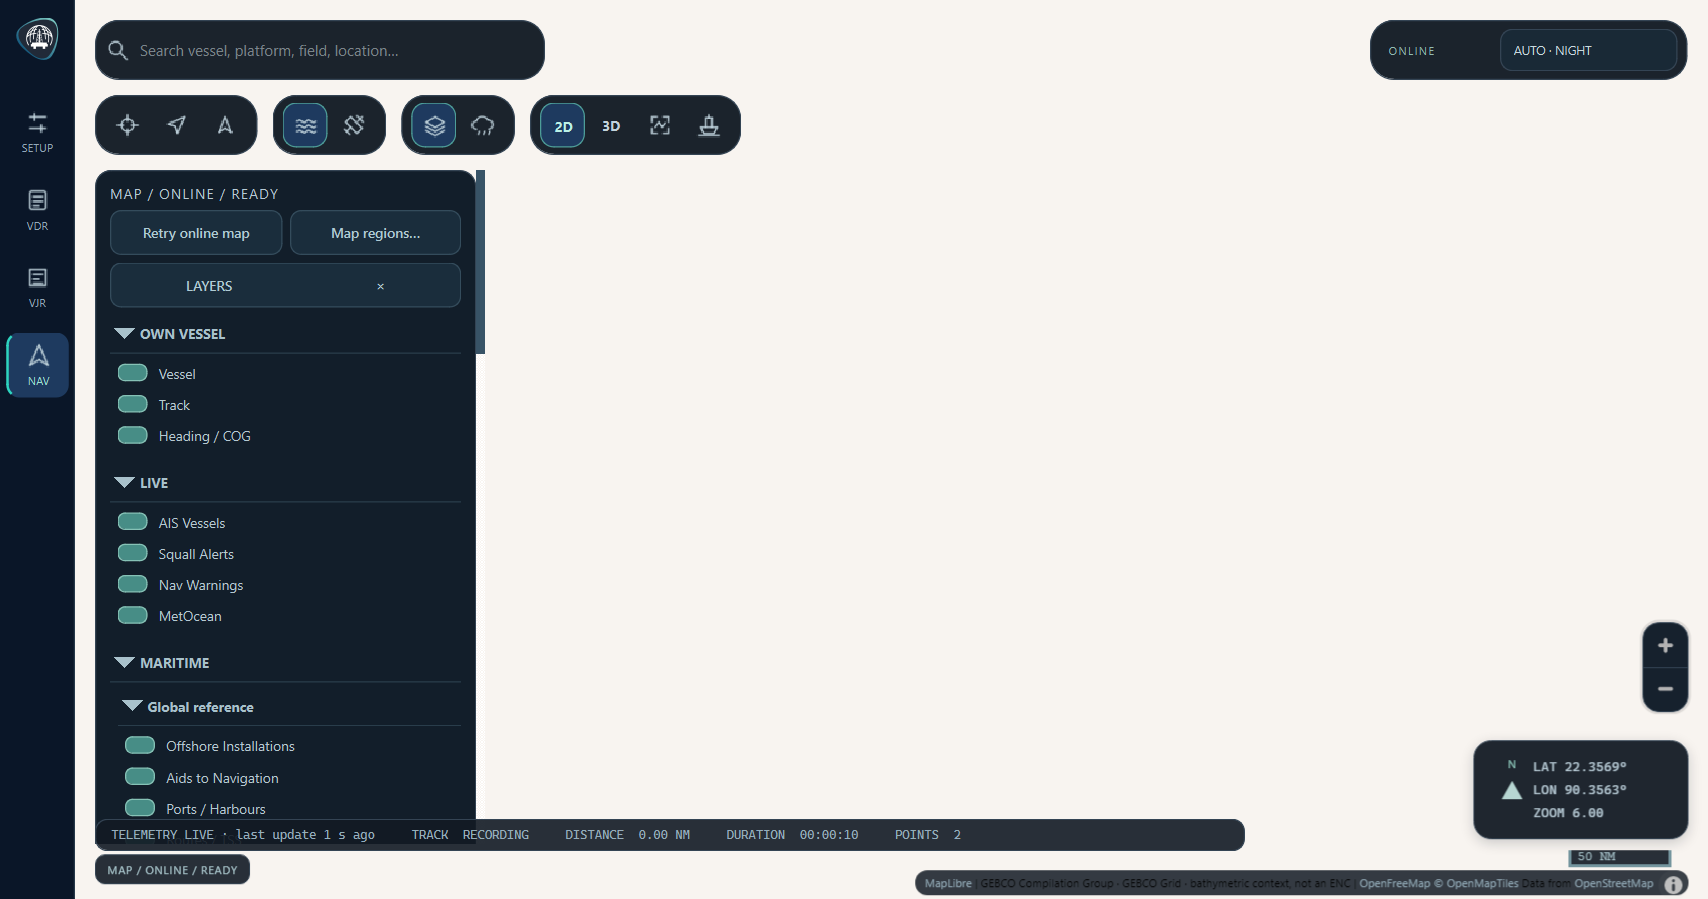 Search vessel, platform, field, location...
ONLINE
AUTO · NIGHT
SETUP
VDR
VJR
NAV
2D
3D
MAP / ONLINE / READY
Retry online map
Map regions...
LAYERS ×
OWN VESSEL
Vessel
Track
Heading / COG
LIVE
AIS Vessels
Squall Alerts
Nav Warnings
MetOcean
MARITIME
Global reference
Offshore Installations
Aids to Navigation
Ports / Harbours
TELEMETRY LIVE · last update 1 s ago TRACK RECORDING DISTANCE 0.00 NM DURATION 00:00:10 POINTS 2
MAP / ONLINE / READY
N
LAT 22.3569°
LON 90.3563°
ZOOM 6.00
50 NM
MapLibre | GEBCO Compilation Group - GEBCO Grid - bathymetric context, not an ENC | OpenFreeMap © OpenMapTiles Data from OpenStreetMap